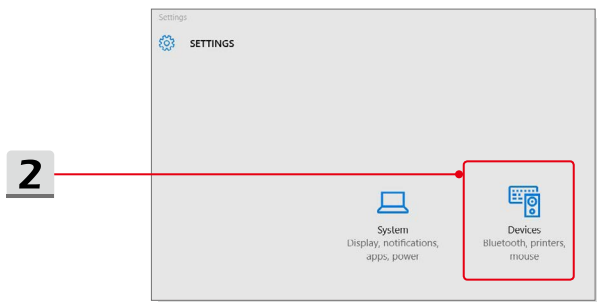 Settings
SETTINGS
2
System
Display, notifications,
apps, power
Devices
Bluetooth, printers,
mouse